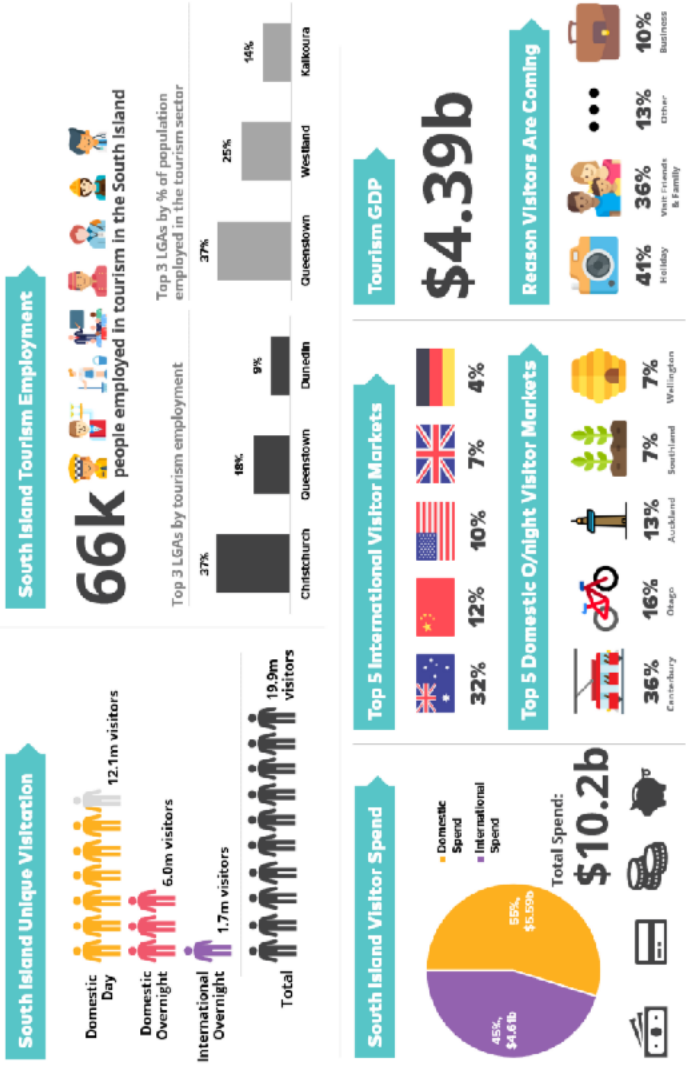 South Island Unique Visitation
Domestic
Day
12.1m visitors
Domestic
Overnight
6.0m visitors
International
Overnight
1.7m visitors
Total
19.9m
visitors
South Island Tourism Employment
66k people employed in tourism in the South Island
Top 3 LGAs by tourism employment
37%
18%
9%
Christchurch
Queenstown
Dunedin
Top 3 LGAs by % of population
employed in the tourism sector
37%
25%
14%
Queenstown
Westland
Kaikoura
South Island Visitor Spend
45%,
$4.61b
55%,
$5.59b
Domestic
Spend
International
Spend
Total Spend:
$10.2b
Top 5 International Visitor Markets
32%
12%
10%
7%
4%
Top 5 Domestic O/night Visitor Markets
36%
16%
13%
7%
7%
Canterbury
Otago
Auckland
Southland
Wellington
Tourism GDP
$4.39b
Reason Visitors Are Coming
41%
36%
13%
10%
Holiday
Visit Friends
& Family
Other
Business